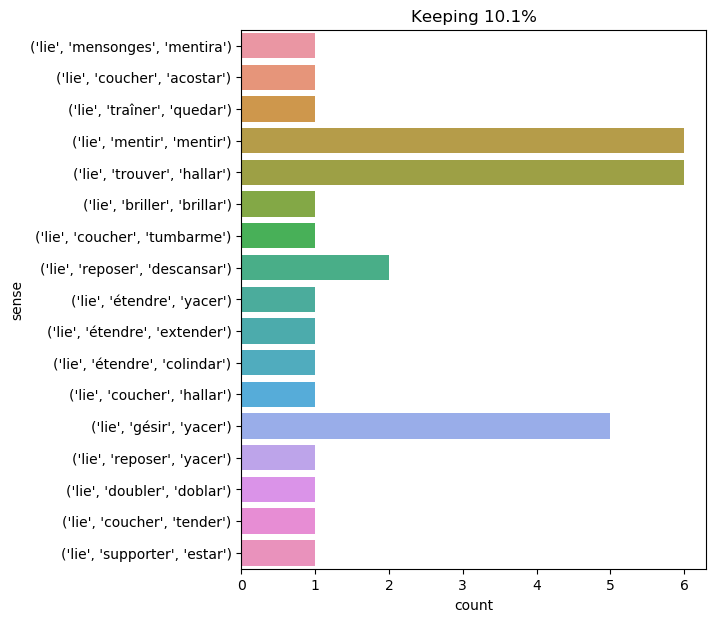 Keeping 10.1%
('lie', 'mensonges', 'mentira')
('lie', 'coucher', 'acostar')
('lie', 'traîner', 'quedar')
('lie', 'mentir', 'mentir')
('lie', 'trouver', 'hallar')
('lie', 'briller', 'brillar')
('lie', 'coucher', 'tumbarme')
('lie', 'reposer', 'descansar')
('lie', 'étendre', 'yacer')
('lie', 'étendre', 'extender')
('lie', 'étendre', 'colindar')
('lie', 'coucher', 'hallar')
('lie', 'gésir', 'yacer')
('lie', 'reposer', 'yacer')
('lie', 'doubler', 'doblar')
('lie', 'coucher', 'tender')
('lie', 'supporter', 'estar')
sense
0 1 2 3 4 5 6
count